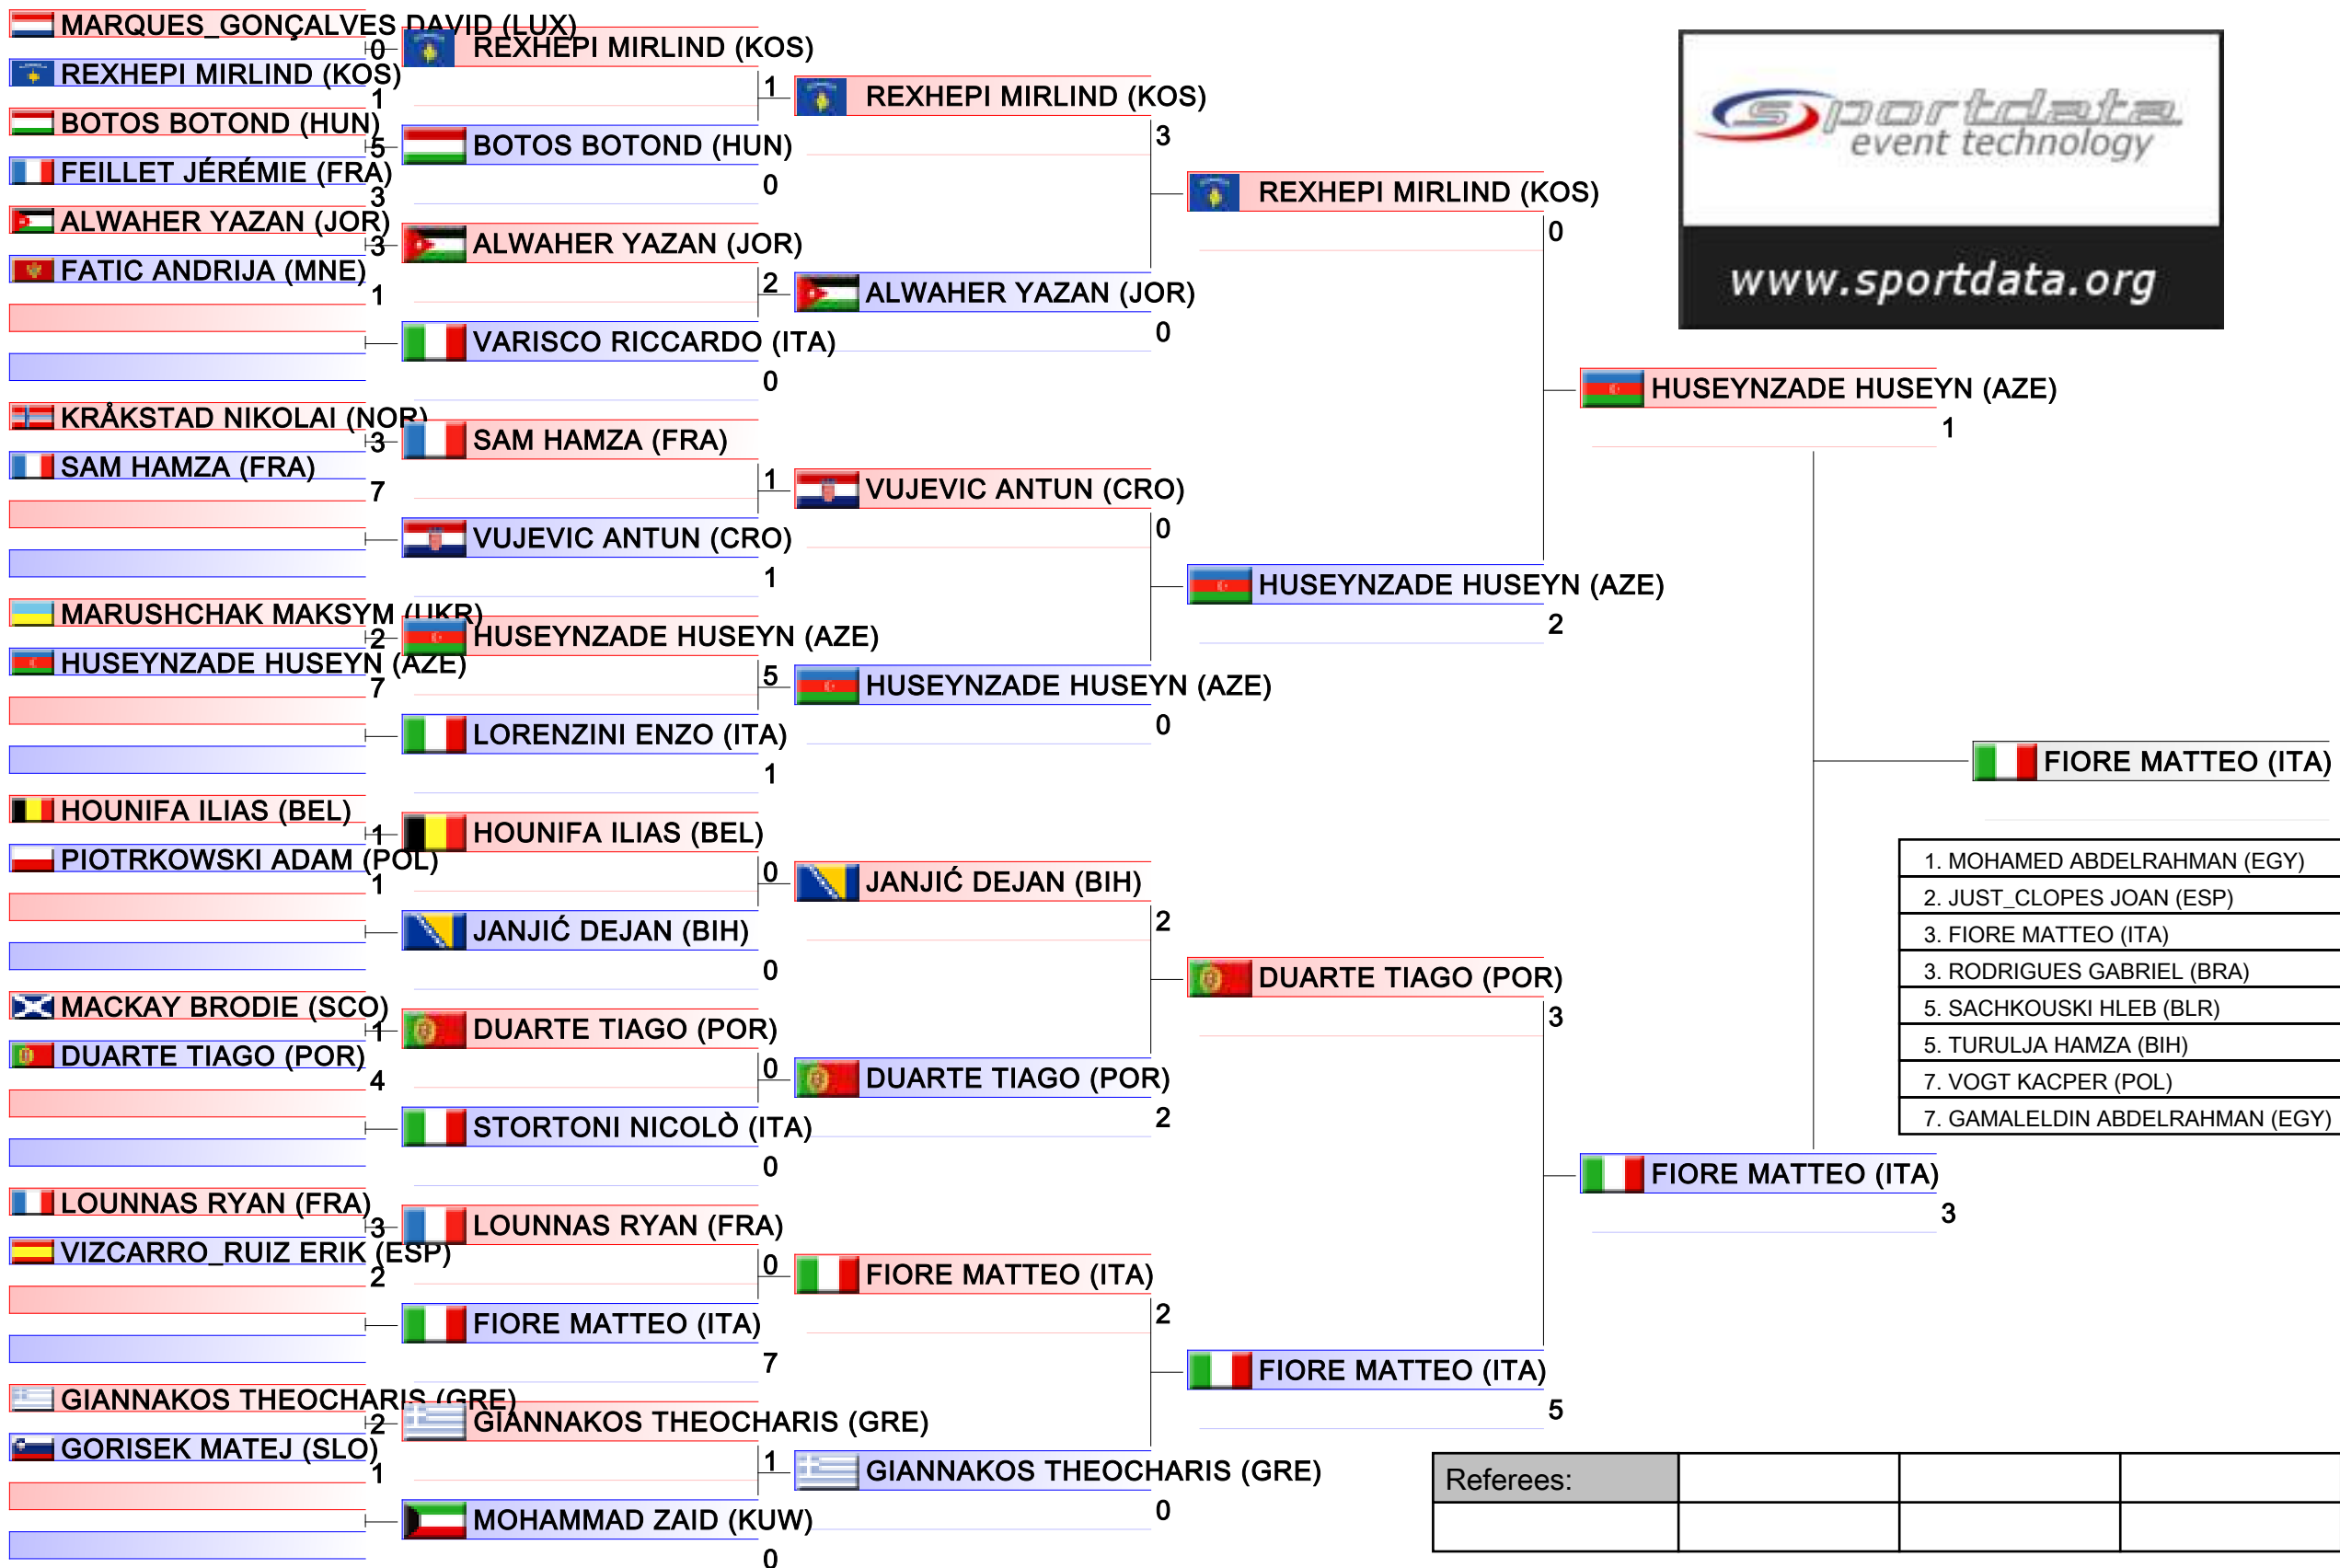 MARQUES_GONÇALVES DAVID (LUX)
0
REXHEPI MIRLIND (KOS)
1
BOTOS BOTOND (HUN)
5
FEILLET JÉRÉMIE (FRA)
3
ALWAHER YAZAN (JOR)
3
FATIC ANDRIJA (MNE)
1
KRÅKSTAD NIKOLAI (NOR)
3
SAM HAMZA (FRA)
7
MARUSHCHAK MAKSYM (UKR)
2
HUSEYNZADE HUSEYN (AZE)
7
HOUNIFA ILIAS (BEL)
1
PIOTRKOWSKI ADAM (POL)
1
MACKAY BRODIE (SCO)
1
DUARTE TIAGO (POR)
4
LOUNNAS RYAN (FRA)
3
VIZCARRO_RUIZ ERIK (ESP)
2
GIANNAKOS THEOCHARIS (GRE)
2
GORISEK MATEJ (SLO)
1
REXHEPI MIRLIND (KOS)
1
BOTOS BOTOND (HUN)
0
ALWAHER YAZAN (JOR)
2
VARISCO RICCARDO (ITA)
0
SAM HAMZA (FRA)
1
VUJEVIC ANTUN (CRO)
1
HUSEYNZADE HUSEYN (AZE)
5
LORENZINI ENZO (ITA)
1
HOUNIFA ILIAS (BEL)
0
JANJIĆ DEJAN (BIH)
0
DUARTE TIAGO (POR)
0
STORTONI NICOLÒ (ITA)
0
LOUNNAS RYAN (FRA)
0
FIORE MATTEO (ITA)
7
GIANNAKOS THEOCHARIS (GRE)
1
MOHAMMAD ZAID (KUW)
0
REXHEPI MIRLIND (KOS)
3
ALWAHER YAZAN (JOR)
0
VUJEVIC ANTUN (CRO)
0
HUSEYNZADE HUSEYN (AZE)
0
JANJIĆ DEJAN (BIH)
2
DUARTE TIAGO (POR)
2
FIORE MATTEO (ITA)
2
GIANNAKOS THEOCHARIS (GRE)
0
REXHEPI MIRLIND (KOS)
0
HUSEYNZADE HUSEYN (AZE)
2
DUARTE TIAGO (POR)
3
FIORE MATTEO (ITA)
5
HUSEYNZADE HUSEYN (AZE)
1
FIORE MATTEO (ITA)
3
FIORE MATTEO (ITA)
sportdata
event technology
www.sportdata.org
1. MOHAMED ABDELRAHMAN (EGY)
2. JUST_CLOPES JOAN (ESP)
3. FIORE MATTEO (ITA)
3. RODRIGUES GABRIEL (BRA)
5. SACHKOUSKI HLEB (BLR)
5. TURULJA HAMZA (BIH)
7. VOGT KACPER (POL)
7. GAMALELDIN ABDELRAHMAN (EGY)
Referees: